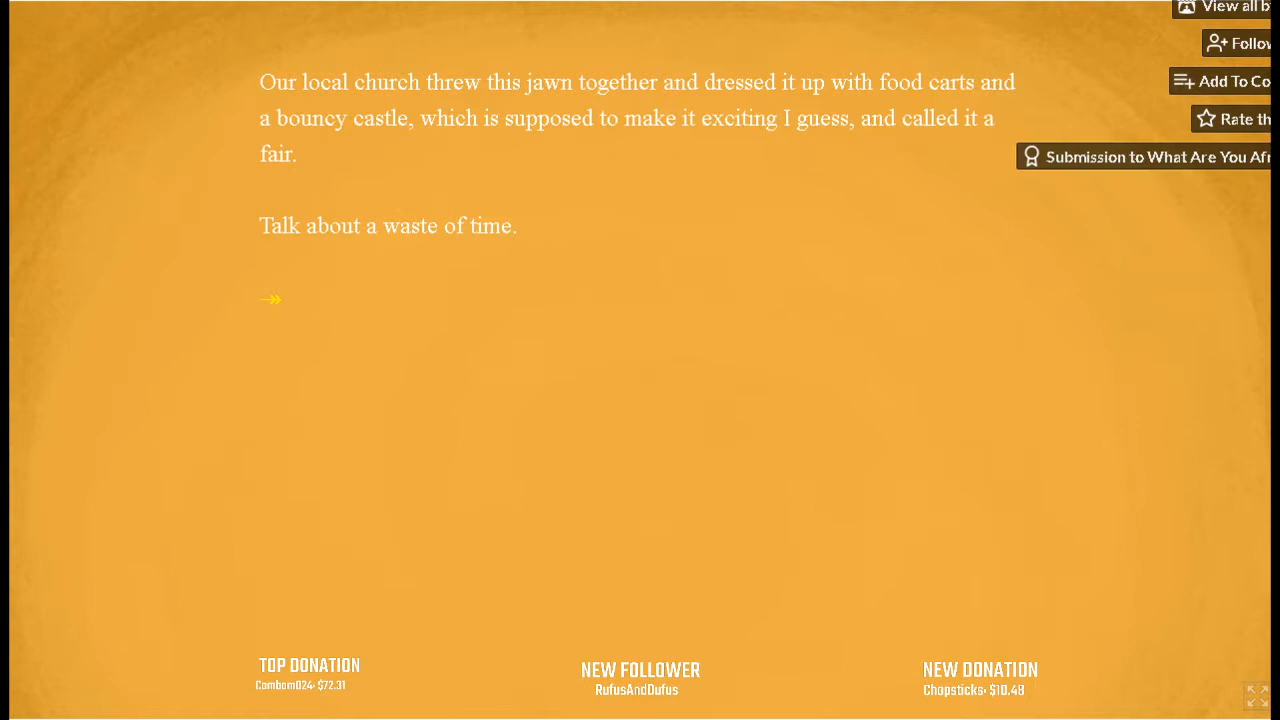 View all b
Follow
Add To Co
Rate th
Submission to What Are You Afr
Our local church threw this jawn together and dressed it up with food carts and
a bouncy castle, which is supposed to make it exciting I guess, and called it a
fair.
Talk about a waste of time.
TOP DONATION
Combom024• $72.31
NEW FOLLOWER
RufusAndDufus
NEW DONATION
Chopsticks• $10.48